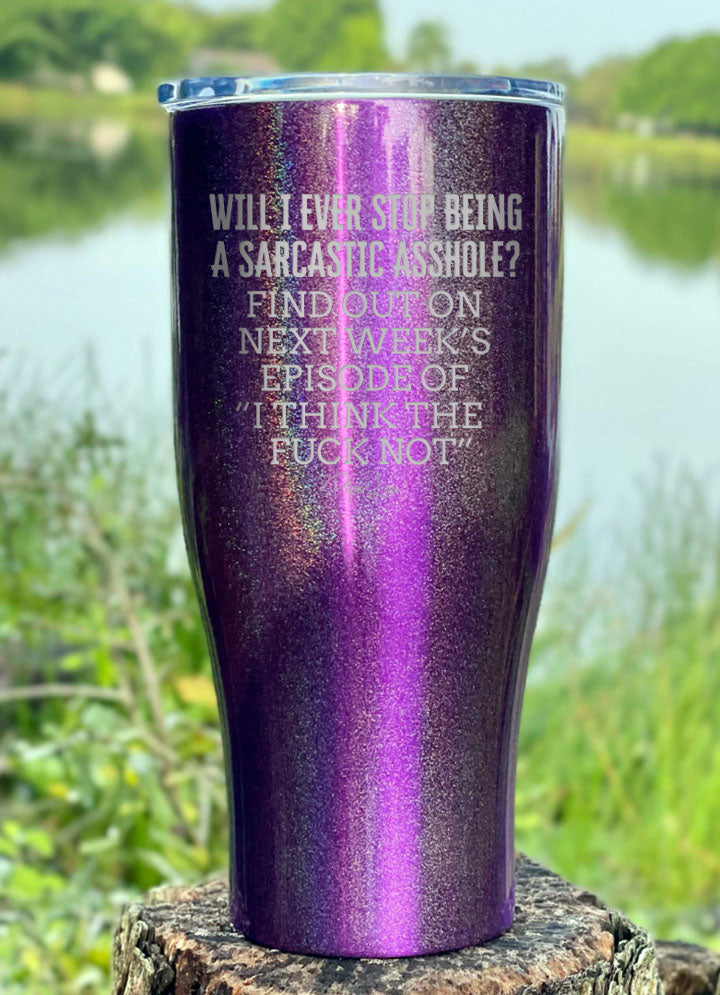 WILL I EVER STOP BEING
A SARCASTIC ASSHOLE?
FIND OUT ON
NEXT WEEK'S
EPISODE OF
“I THINK THE
FUCK NOT”